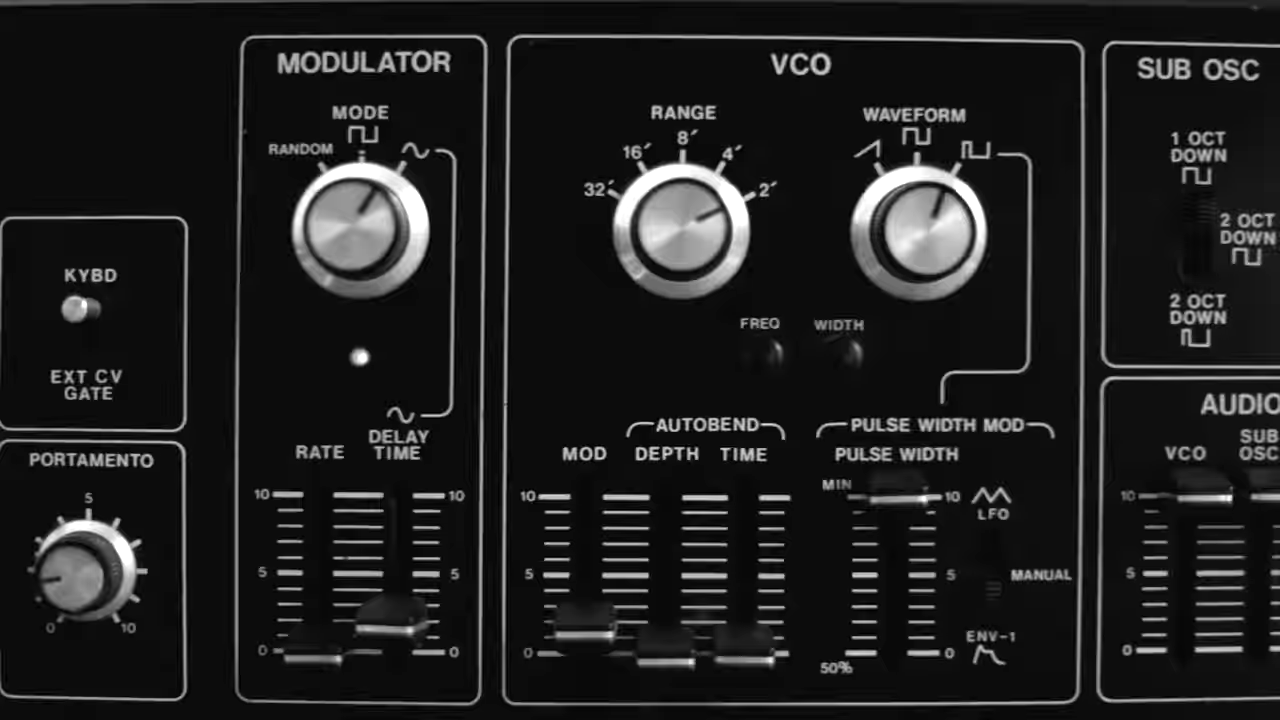 KYBD
EXT CV
GATE
PORTAMENTO
5
0 10
MODULATOR
MODE
RANDOM
RATE
DELAY
TIME
10 10
5 5
0 0
VCO
RANGE
32´ 16´ 8´ 4´ 2´
WAVEFORM
FREQ WIDTH
AUTOBEND
MOD DEPTH TIME
10
5
0
PULSE WIDTH MOD
PULSE WIDTH
MIN
10
LFO
5
MANUAL
ENV-1
0
50%
SUB OSC
1 OCT
DOWN
2 OCT
DOWN
2 OCT
DOWN
AUDIO
VCO
SUB
OSC
10
5
0